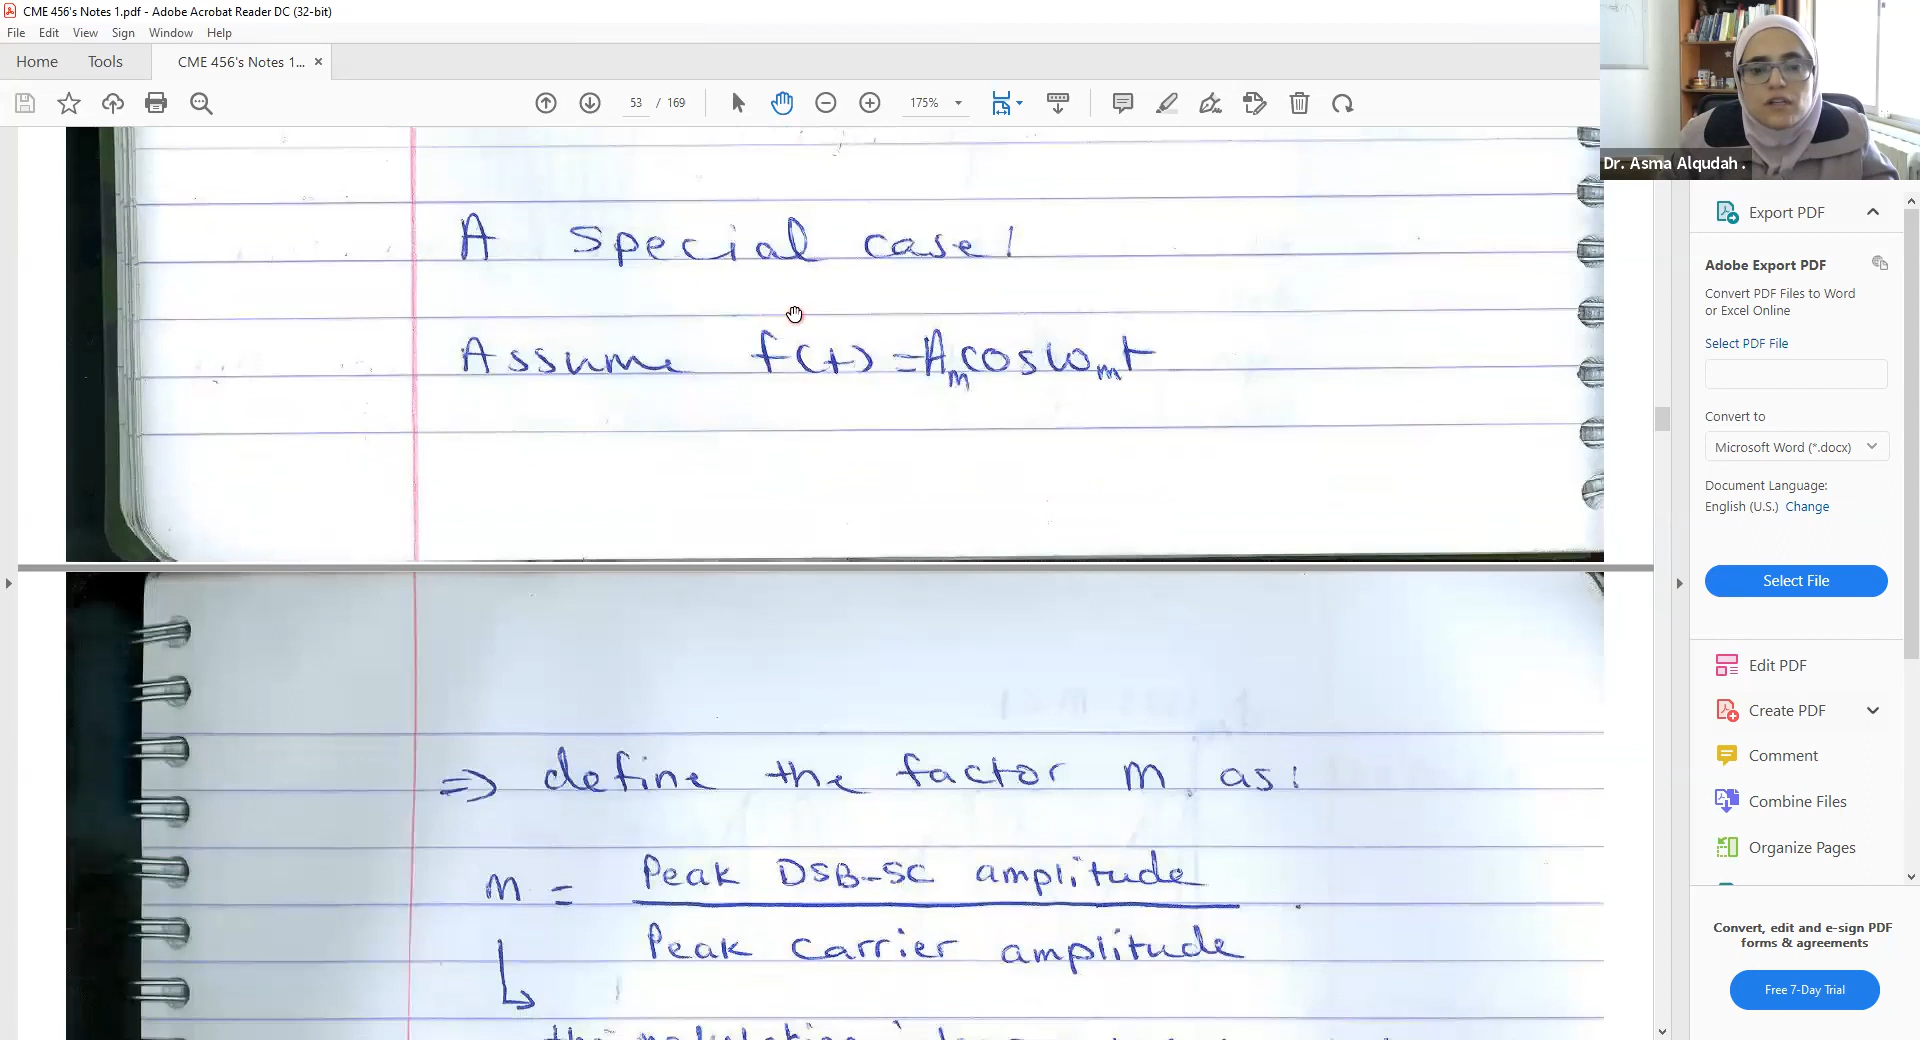 CME 456's Notes 1.pdf - Adobe Acrobat Reader DC (32-bit)
File Edit View Sign Window Help
Home Tools CME 456's Notes 1... ×
53 / 169 175%
Dr. Asma Alqudah .
A special case!
Assume f(t) = Am cos ωm t
⇒ define the factor m as:
m = Peak DSB-SC amplitude
Peak carrier amplitude
the
Export PDF
Adobe Export PDF
Convert PDF Files to Word
or Excel Online
Select PDF File
Convert to
Microsoft Word (*.docx)
Document Language:
English (U.S.) Change
Select File
Edit PDF
Create PDF
Comment
Combine Files
Organize Pages
Convert, edit and e-sign PDF
forms & agreements
Free 7-Day Trial